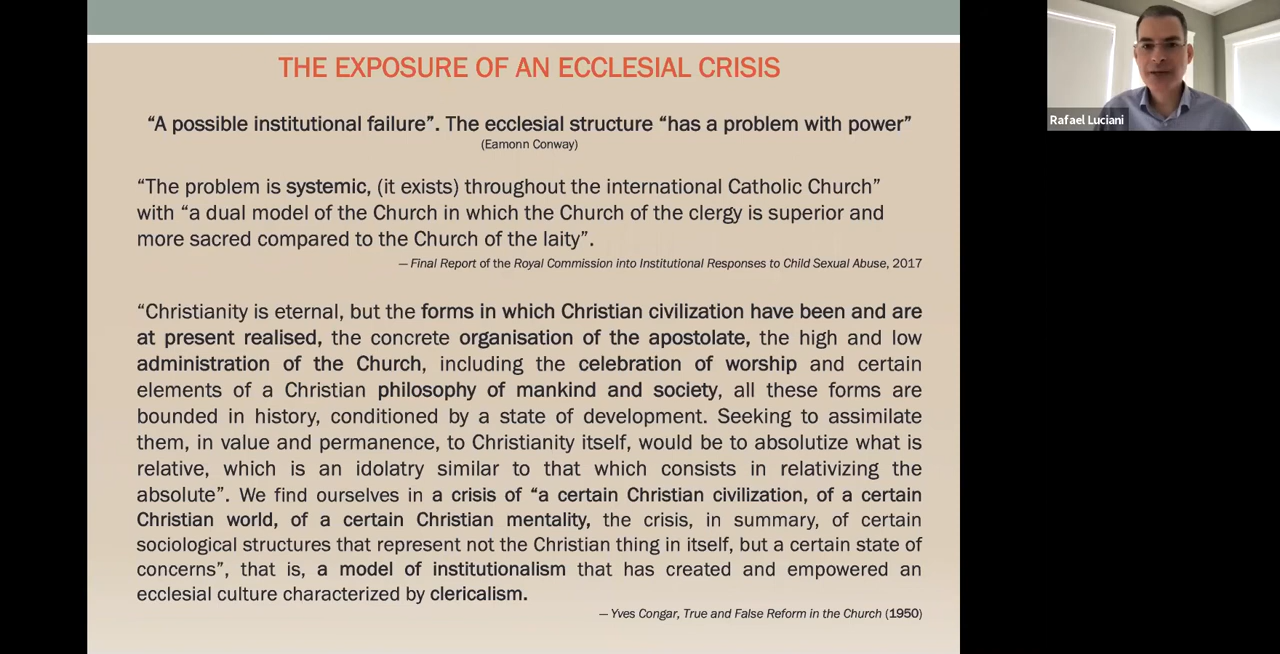 THE EXPOSURE OF AN ECCLESIAL CRISIS
“A possible institutional failure”. The ecclesial structure “has a problem with power”
(Eamonn Conway)
“The problem is systemic, (it exists) throughout the international Catholic Church”
with “a dual model of the Church in which the Church of the clergy is superior and
more sacred compared to the Church of the laity”.
— Final Report of the Royal Commission into Institutional Responses to Child Sexual Abuse, 2017
“Christianity is eternal, but the forms in which Christian civilization have been and are
at present realised, the concrete organisation of the apostolate, the high and low
administration of the Church, including the celebration of worship and certain
elements of a Christian philosophy of mankind and society, all these forms are
bounded in history, conditioned by a state of development. Seeking to assimilate
them, in value and permanence, to Christianity itself, would be to absolutize what is
relative, which is an idolatry similar to that which consists in relativizing the
absolute”. We find ourselves in a crisis of “a certain Christian civilization, of a certain
Christian world, of a certain Christian mentality, the crisis, in summary, of certain
sociological structures that represent not the Christian thing in itself, but a certain state of
concerns”, that is, a model of institutionalism that has created and empowered an
ecclesial culture characterized by clericalism.
— Yves Congar, True and False Reform in the Church (1950)
Rafael Luciani